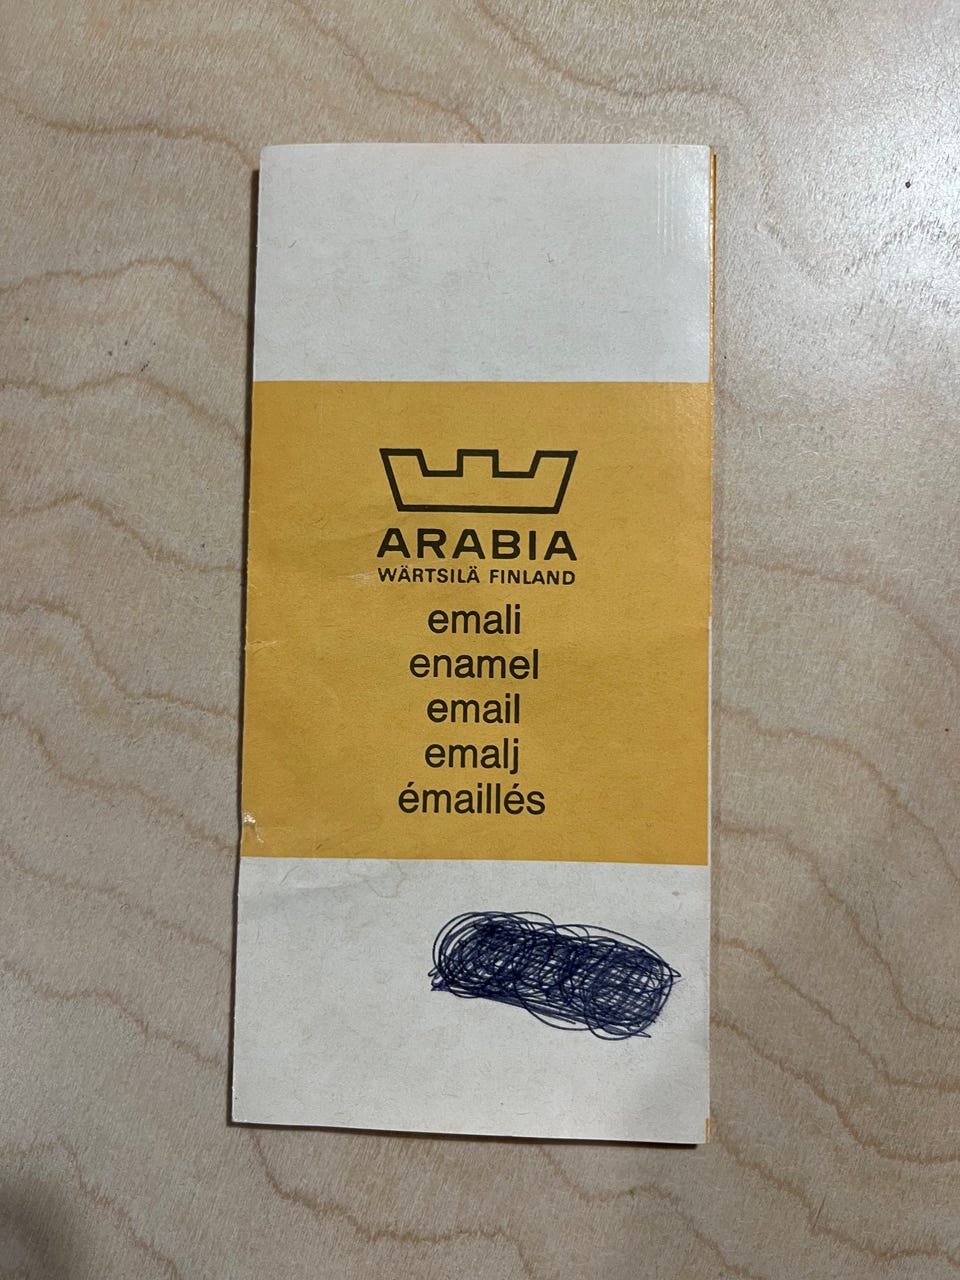 ARABIA
WÄRTSILÄ FINLAND
emali
enamel
email
emalj
émaillés